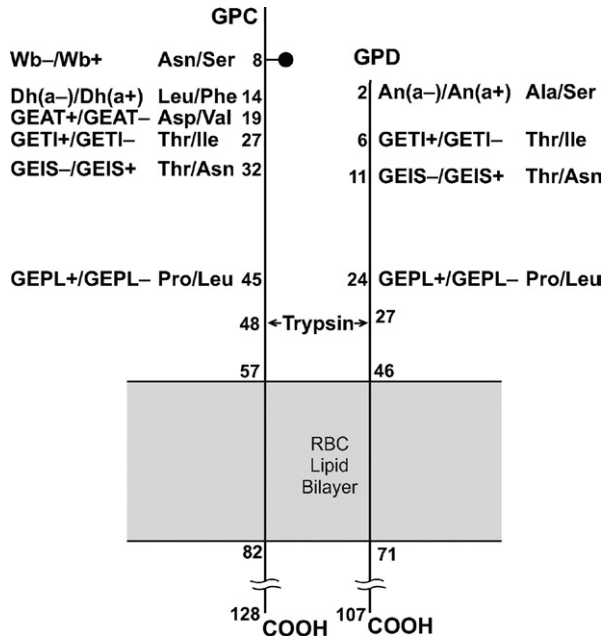 GPC
Wb–/Wb+ Asn/Ser 8
GPD
Dh(a–)/Dh(a+) Leu/Phe 14
2 An(a–)/An(a+) Ala/Ser
GEAT+/GEAT– Asp/Val 19
GETI+/GETI– Thr/Ile 27
6 GETI+/GETI– Thr/Ile
GEIS–/GEIS+ Thr/Asn 32
11 GEIS–/GEIS+ Thr/Asn
GEPL+/GEPL– Pro/Leu 45
24 GEPL+/GEPL– Pro/Leu
48 Trypsin 27
57 46
RBC
Lipid
Bilayer
82 71
128 COOH 107 COOH